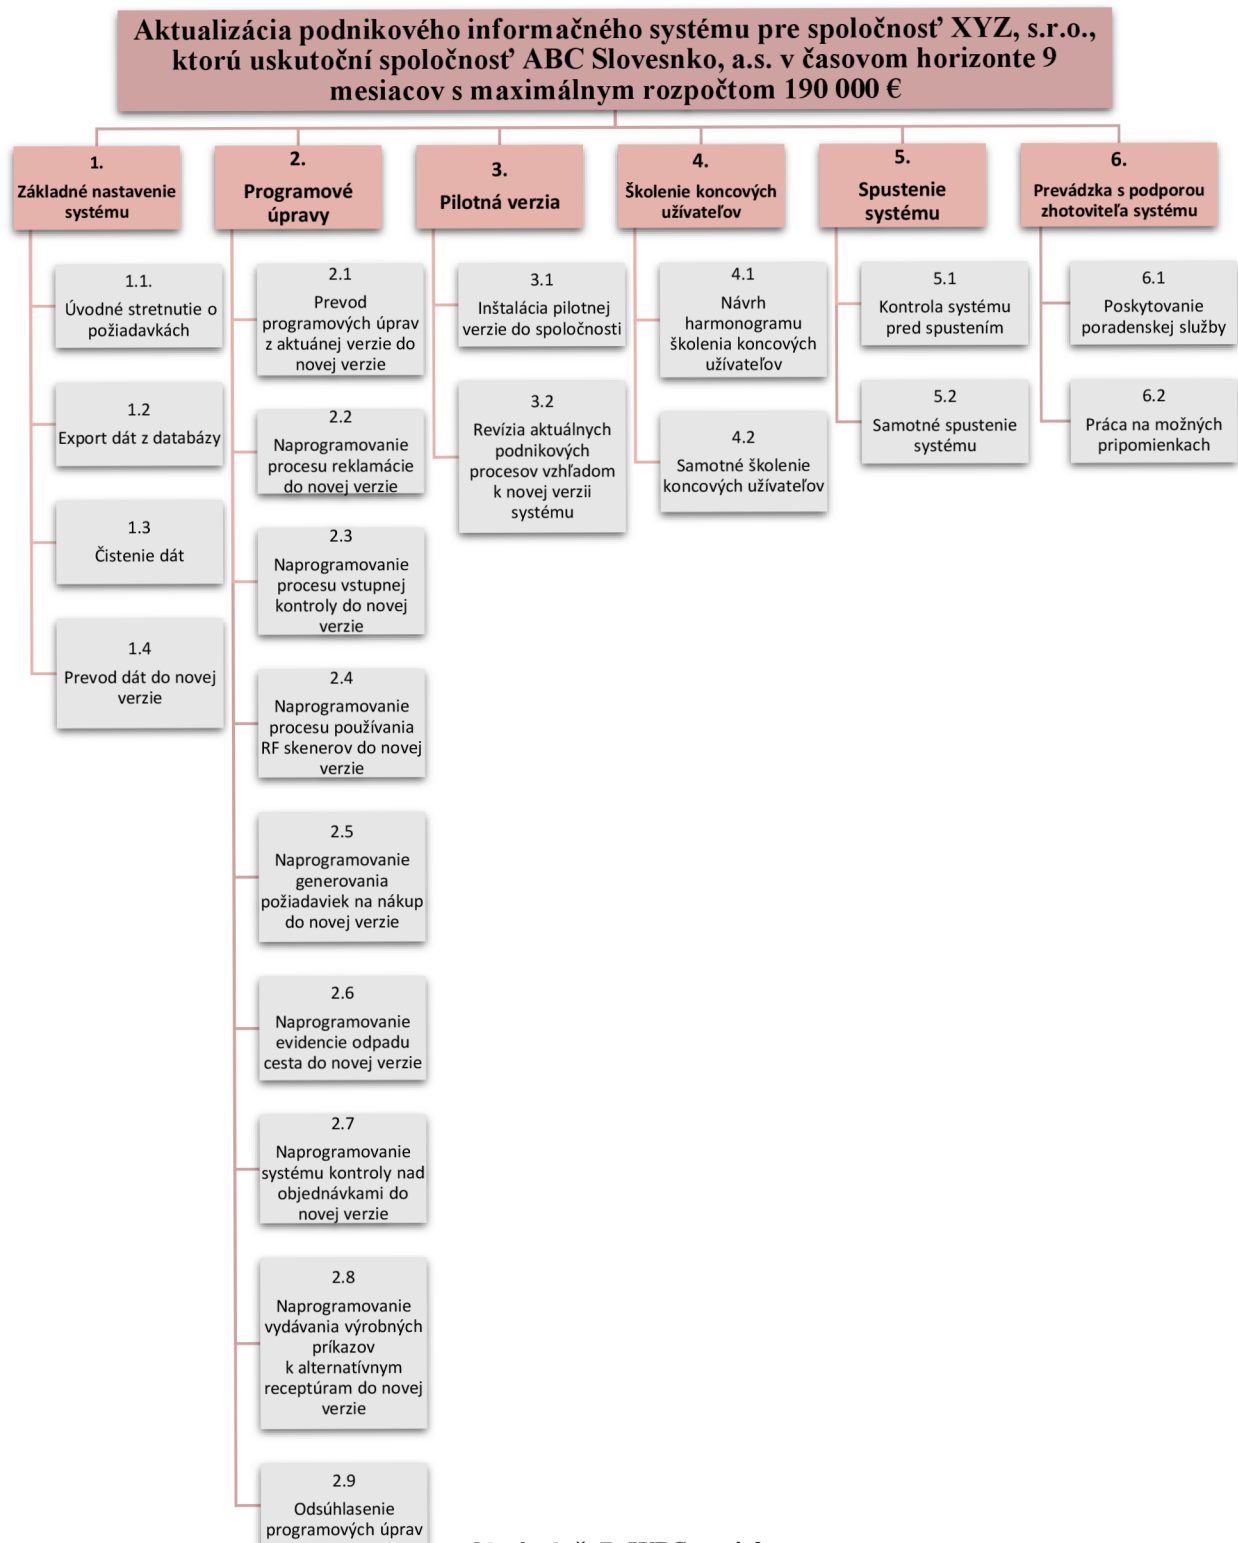 Aktualizácia podnikového informačného systému pre spoločnosť XYZ, s.r.o.,
ktorú uskutoční spoločnosť ABC Slovesnko, a.s. v časovom horizonte 9
mesiacov s maximálnym rozpočtom 190 000 €
1.
Základné nastavenie
systému
1.1.
Úvodné stretnutie o
požiadavkách
1.2
Export dát z databázy
1.3
Čistenie dát
1.4
Prevod dát do novej
verzie
2.
Programové
úpravy
2.1
Prevod
programových úprav
z aktuánej verzie do
novej verzie
2.2
Naprogramovanie
procesu reklamácie
do novej verzie
2.3
Naprogramovanie
procesu vstupnej
kontroly do novej
verzie
2.4
Naprogramovanie
procesu používania
RF skenerov do novej
verzie
2.5
Naprogramovanie
generovania
požiadaviek na nákup
do novej verzie
2.6
Naprogramovanie
evidencie odpadu
cesta do novej verzie
2.7
Naprogramovanie
systému kontroly nad
objednávkami do
novej verzie
2.8
Naprogramovanie
vydávania výrobných
príkazov
k alternatívnym
receptúram do novej
verzie
2.9
Odsúhlasenie
programových úprav
3.
Pilotná verzia
3.1
Inštalácia pilotnej
verzie do spoločnosti
3.2
Revízia aktuálnych
podnikových
procesov vzhľadom
k novej verzii
systému
4.
Školenie koncových
užívateľov
4.1
Návrh
harmonogramu
školenia koncových
užívateľov
4.2
Samotné školenie
koncových užívateľov
5.
Spustenie
systému
5.1
Kontrola systému
pred spustením
5.2
Samotné spustenie
systému
6.
Prevádzka s podporou
zhotoviteľa systému
6.1
Poskytovanie
poradenskej služby
6.2
Práca na možných
pripomienkach